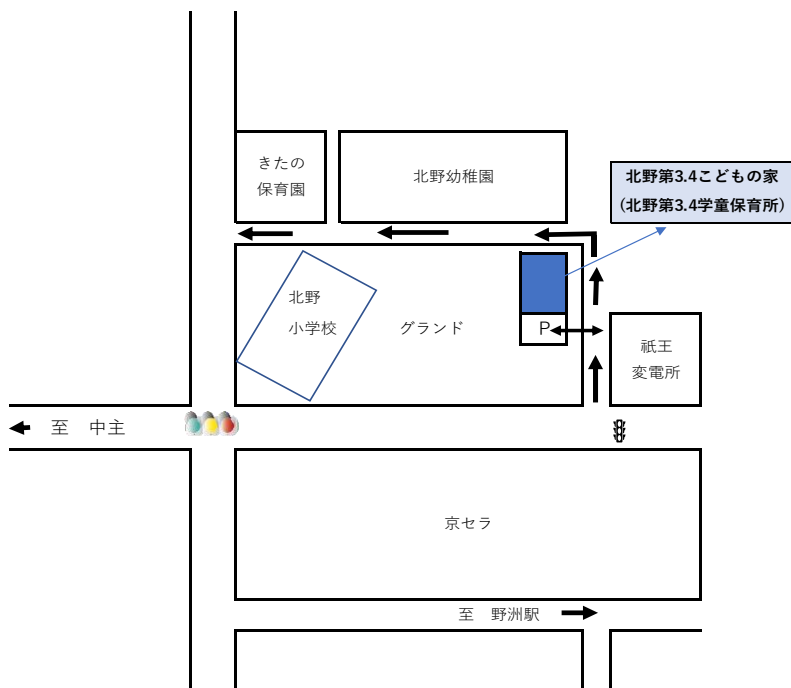 きたの
保育園
北野幼稚園
北野第3.4こどもの家
(北野第3.4学童保育所)
北野
小学校
グランド
P
祇王
変電所
至　中主
京セラ
至　野洲駅